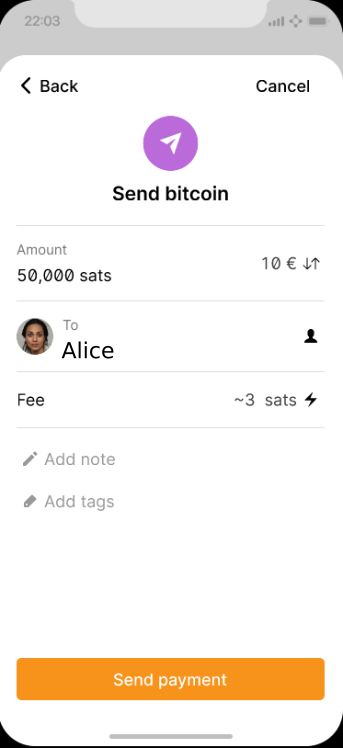 22:03
Back
Cancel
Send bitcoin
Amount
50,000 sats
10 €
To
Alice
Fee
~3 sats
Add note
Add tags
Send payment